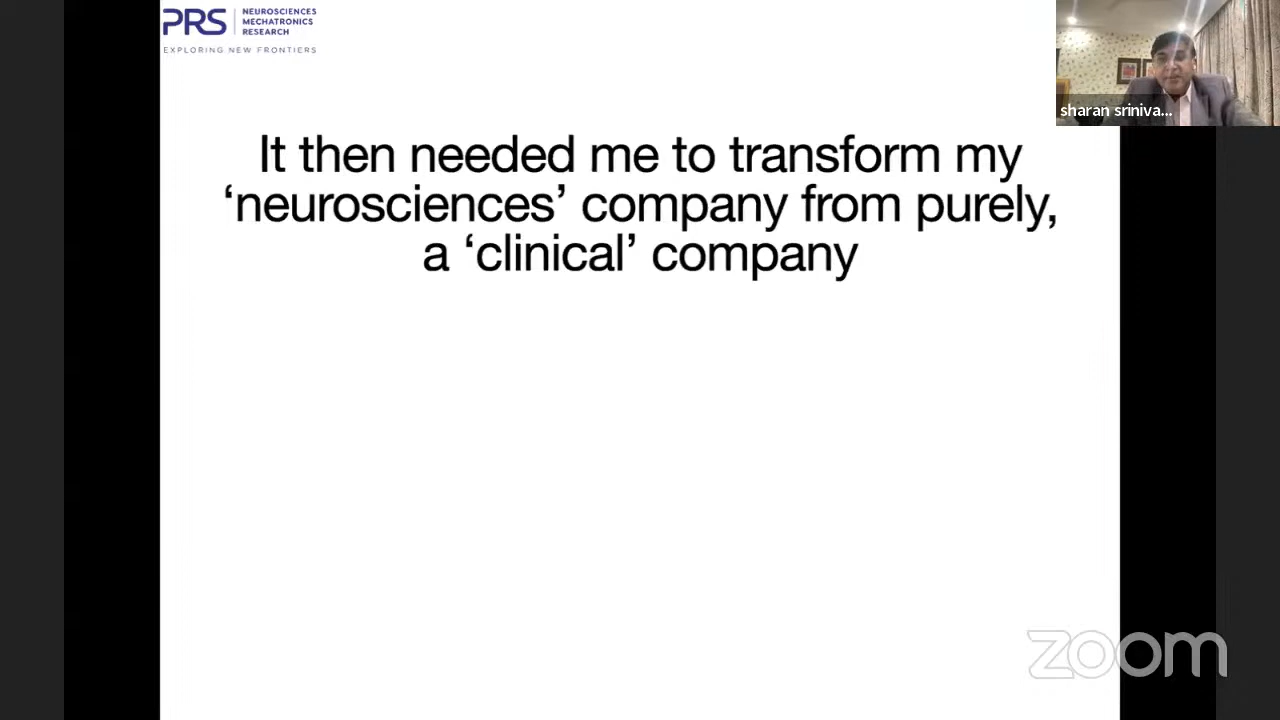 PRS
NEUROSCIENCES
MECHATRONICS
RESEARCH
EXPLORING NEW FRONTIERS
sharan sriniva...
It then needed me to transform my
‘neurosciences’ company from purely,
a ‘clinical’ company
zoom